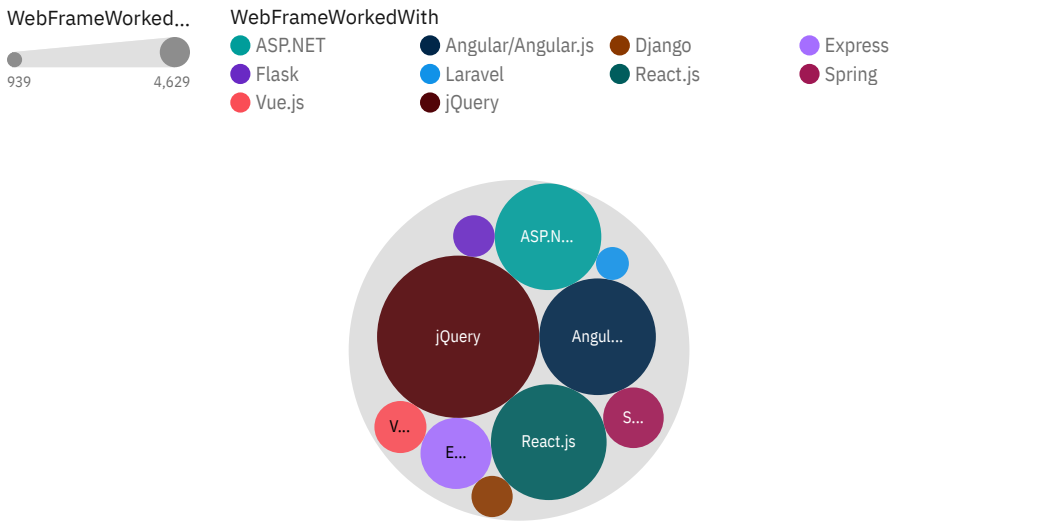 WebFrameWorked... WebFrameWorkedWith
ASP.NET Angular/Angular.js Django Express
939 4,629
Flask Laravel React.js Spring
Vue.js jQuery
ASP.N...
jQuery Angul...
V... S...
E... React.js